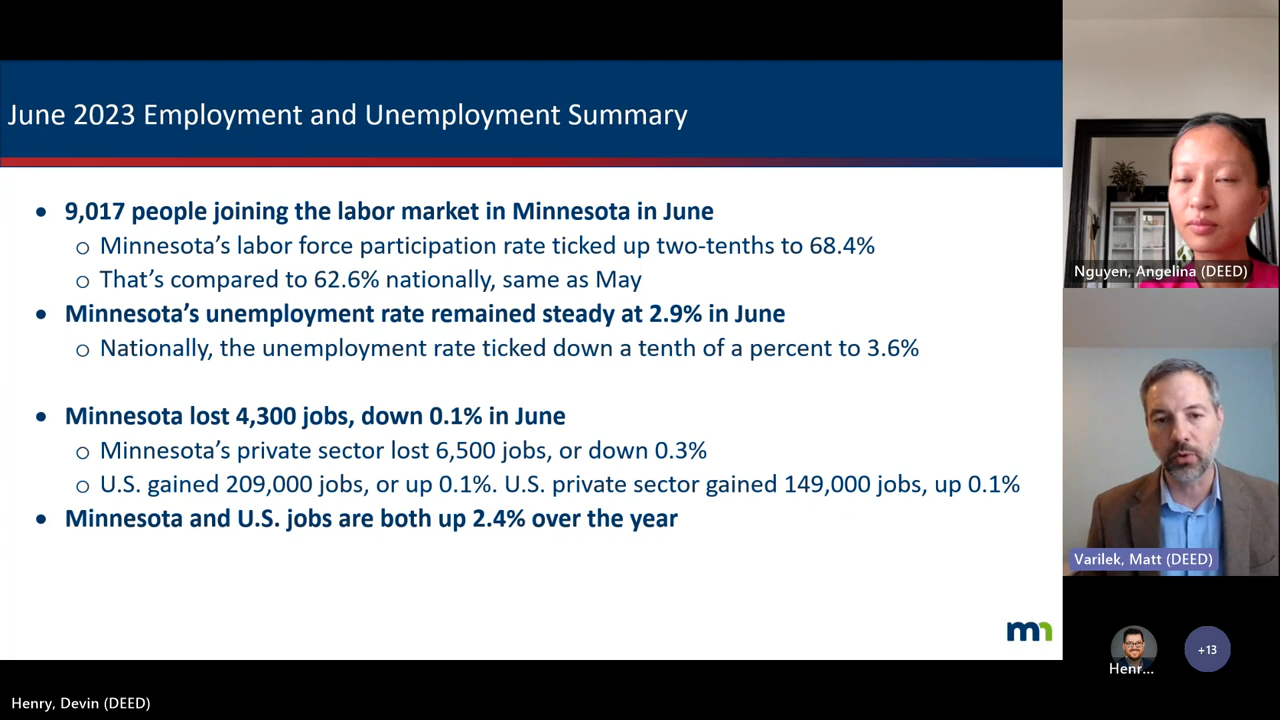 June 2023 Employment and Unemployment Summary
• 9,017 people joining the labor market in Minnesota in June
o Minnesota's labor force participation rate ticked up two-tenths to 68.4%
o That's compared to 62.6% nationally, same as May
• Minnesota's unemployment rate remained steady at 2.9% in June
o Nationally, the unemployment rate ticked down a tenth of a percent to 3.6%
• Minnesota lost 4,300 jobs, down 0.1% in June
o Minnesota's private sector lost 6,500 jobs, or down 0.3%
o U.S. gained 209,000 jobs, or up 0.1%. U.S. private sector gained 149,000 jobs, up 0.1%
• Minnesota and U.S. jobs are both up 2.4% over the year
mn
Nguyen, Angelina (DEED)
Varilek, Matt (DEED)
Henr...
+13
Henry, Devin (DEED)